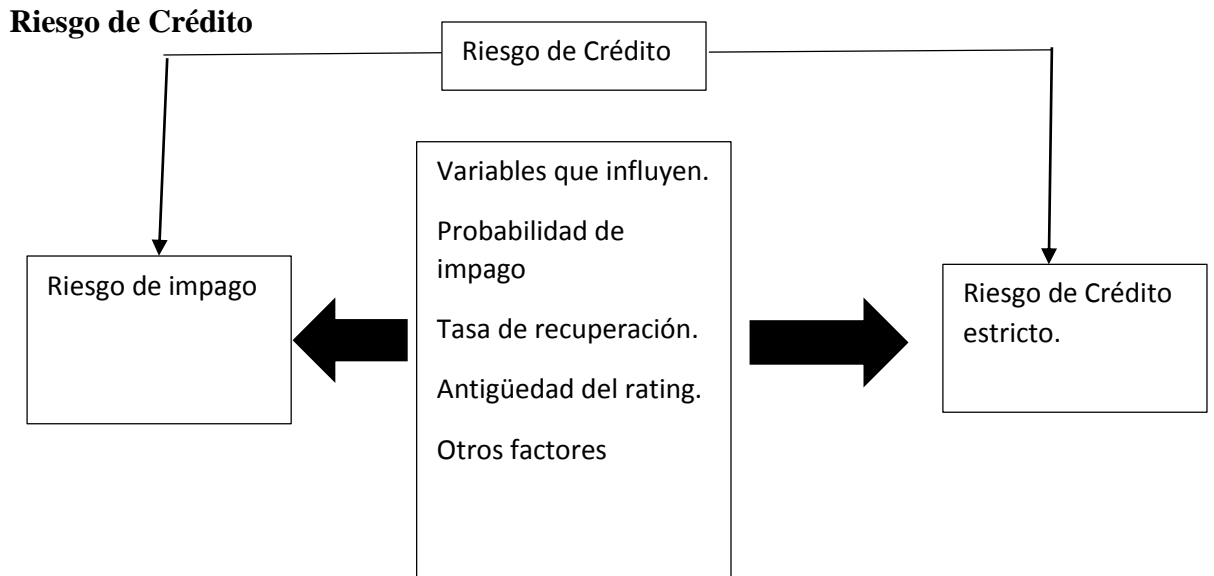 Riesgo de Crédito
Riesgo de Crédito
Variables que influyen.
Probabilidad de
impago
Tasa de recuperación.
Antigüedad del rating.
Otros factores
Riesgo de impago
Riesgo de Crédito
estricto.